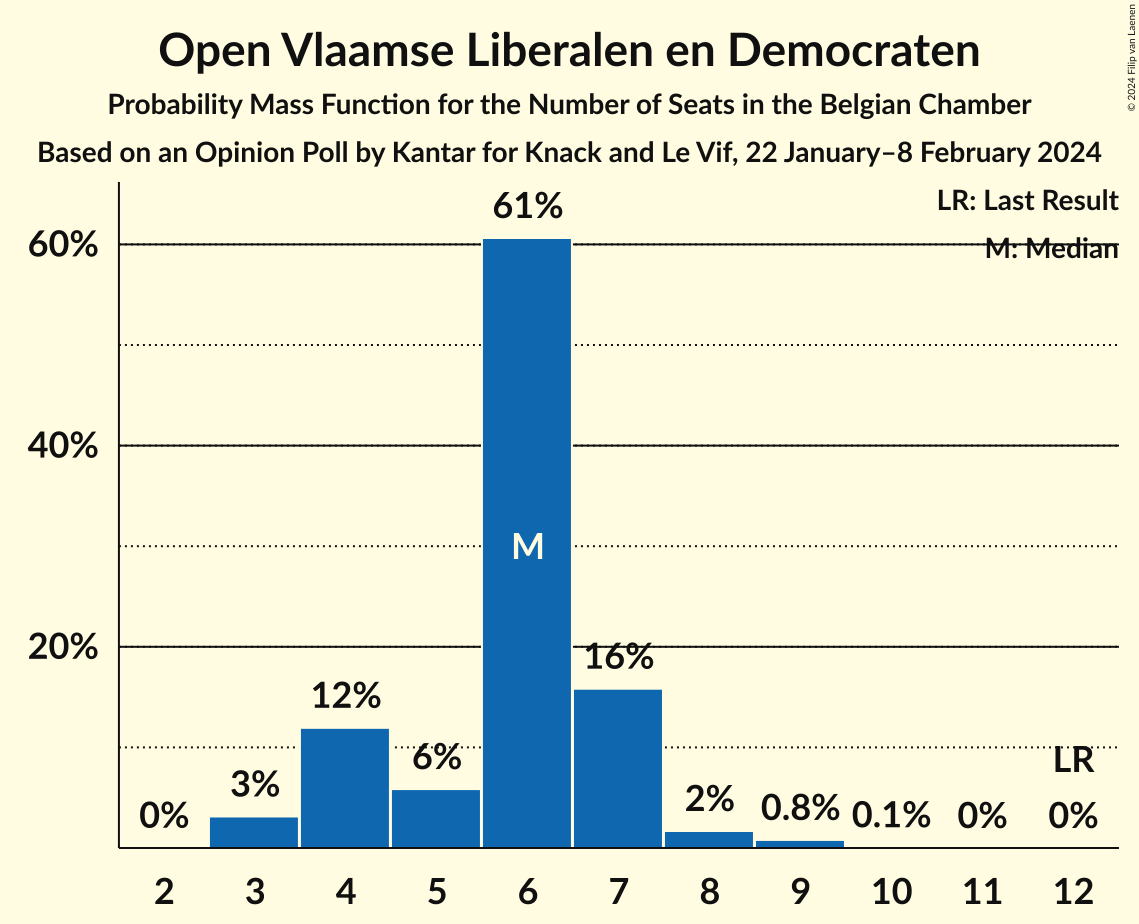 Open Vlaamse Liberalen en Democraten
Probability Mass Function for the Number of Seats in the Belgian Chamber
Based on an Opinion Poll by Kantar for Knack and Le Vif, 22 January–8 February 2024
© 2024 Filip van Laenen
LR: Last Result
M: Median
60%
40%
20%
0%
3%
12%
6%
61%
M
16%
2%
0.8%
0.1%
0%
LR
0%
2 3 4 5 6 7 8 9 10 11 12